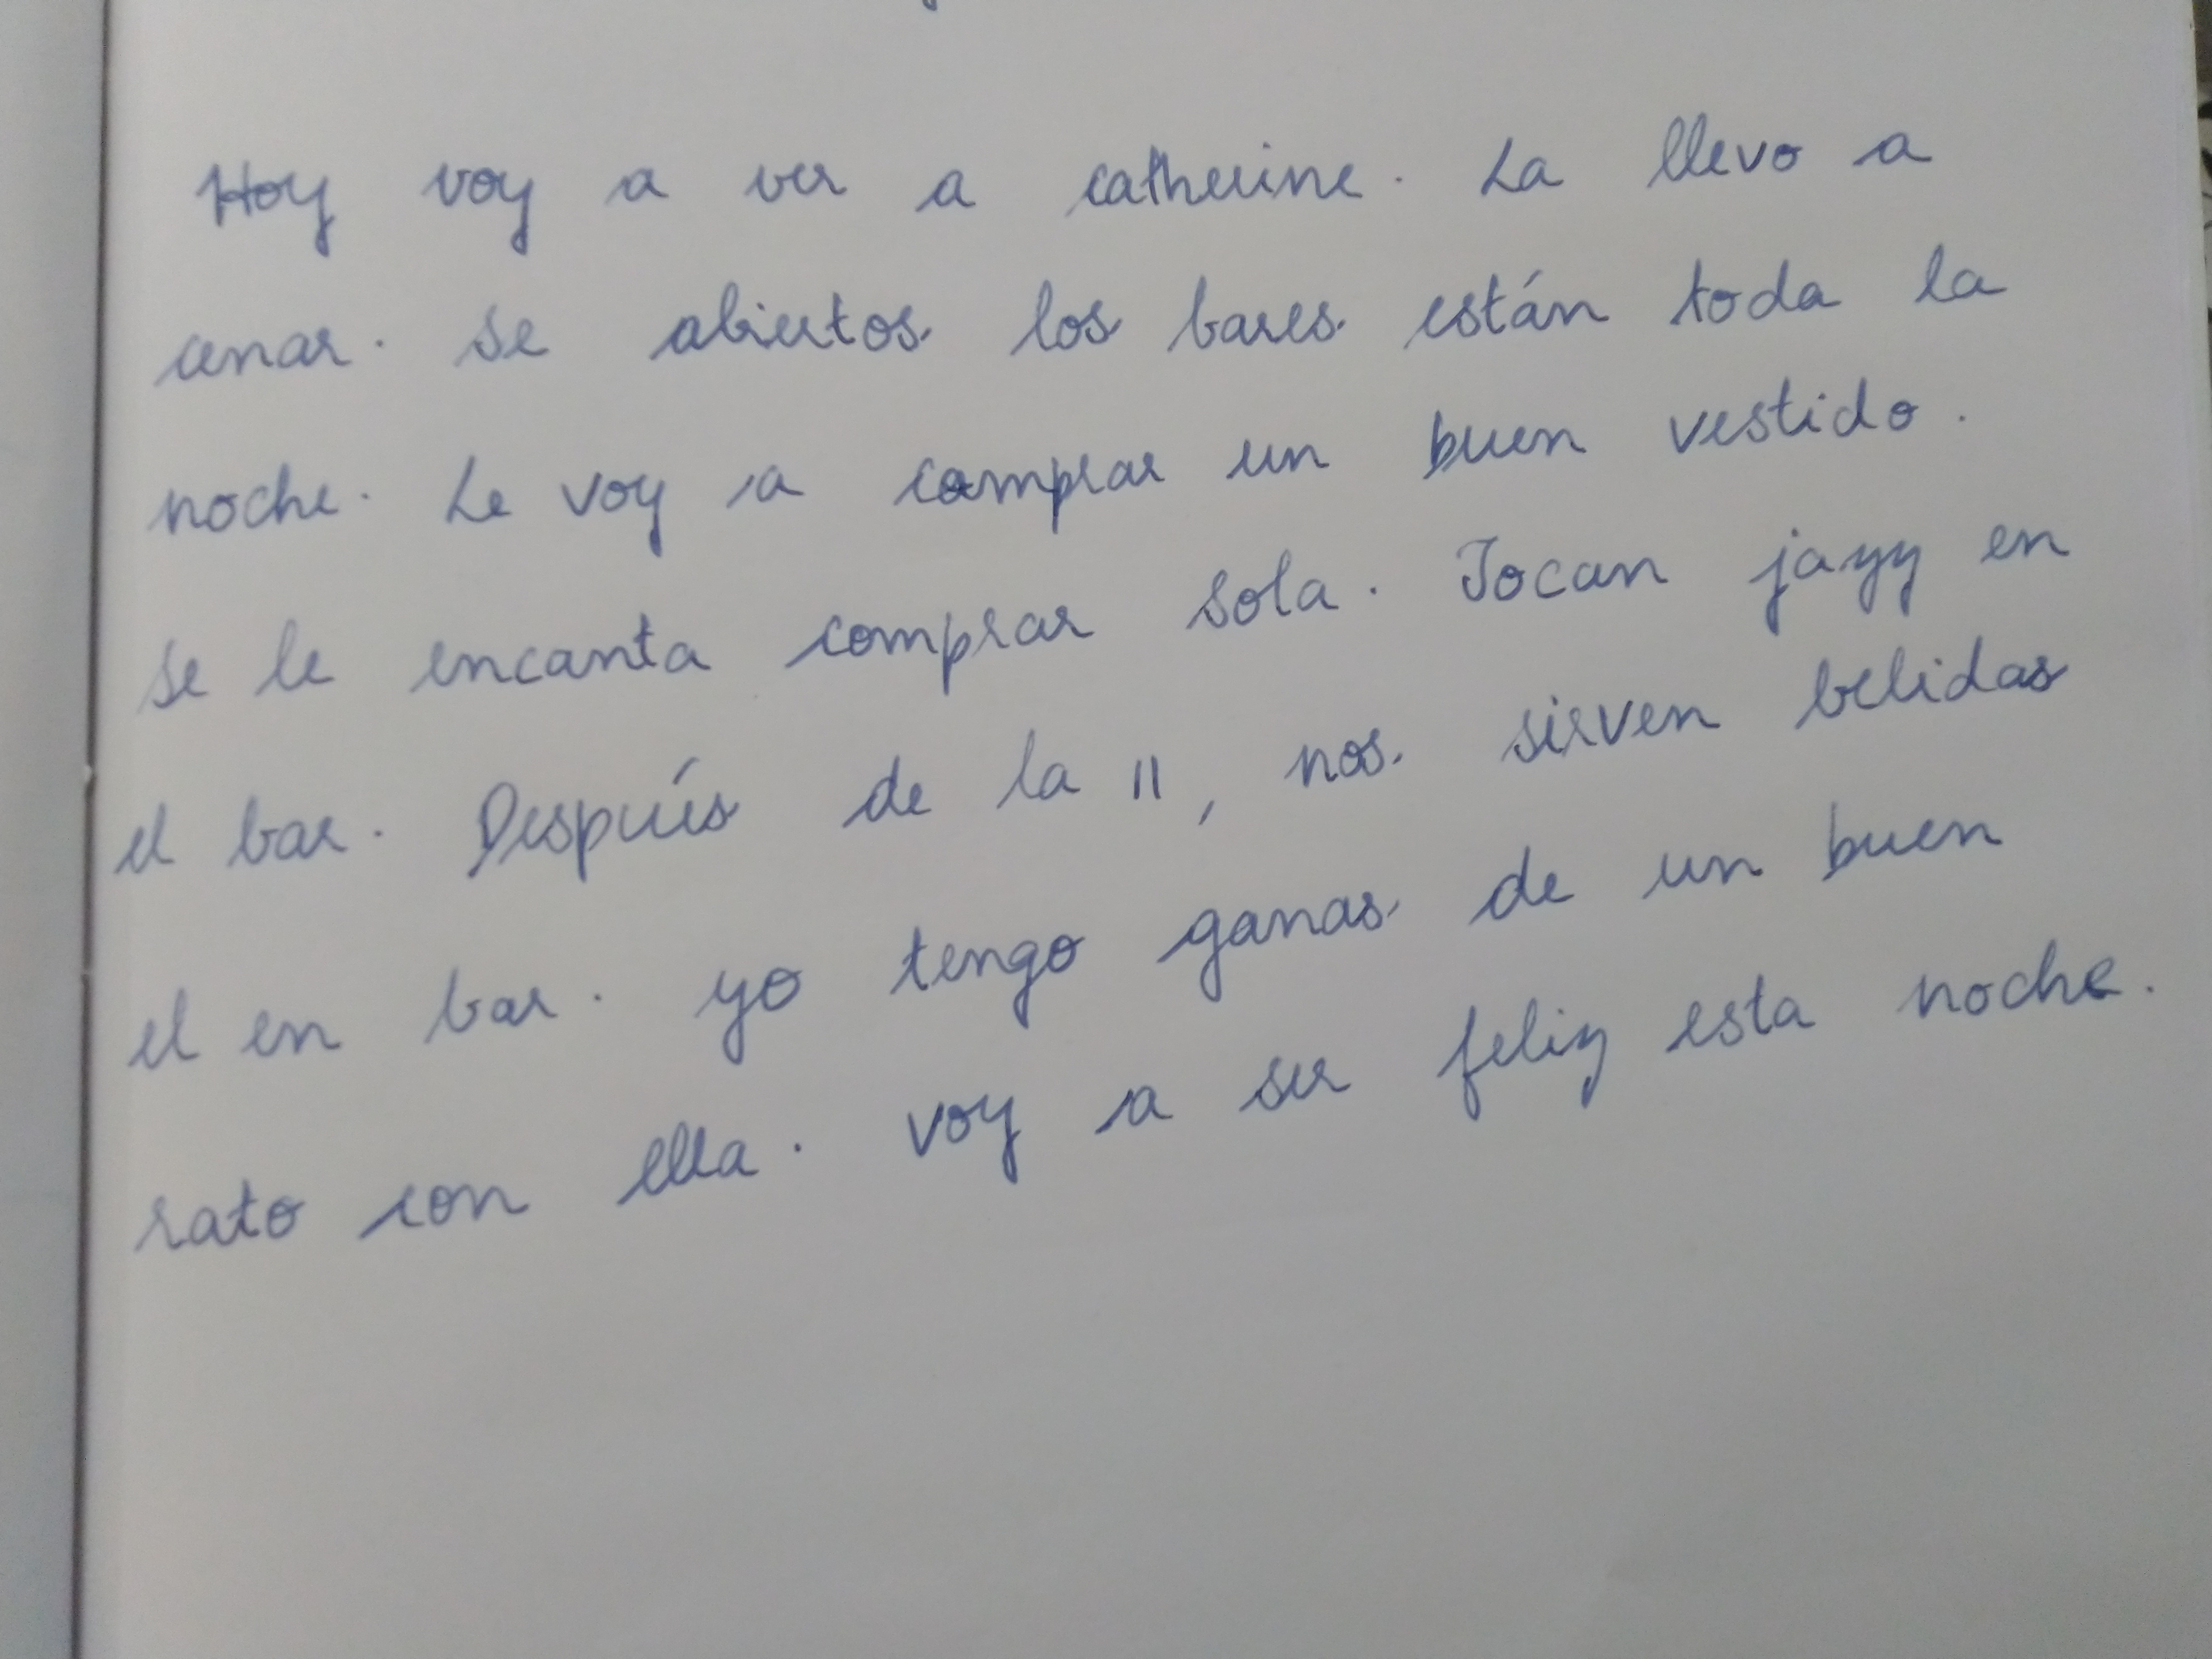 Hoy voy a ver a catherine. La llevo a
cenar. Se abiertos los bares están toda la
noche. Le voy a comprar un buen vestido.
se le encanta comprar sola. Tocan jazz en
el bar. Después de la 11, nos sirven bebidas
el en bar. yo tengo ganas de un buen
rato con ella. voy a ser feliz esta noche.